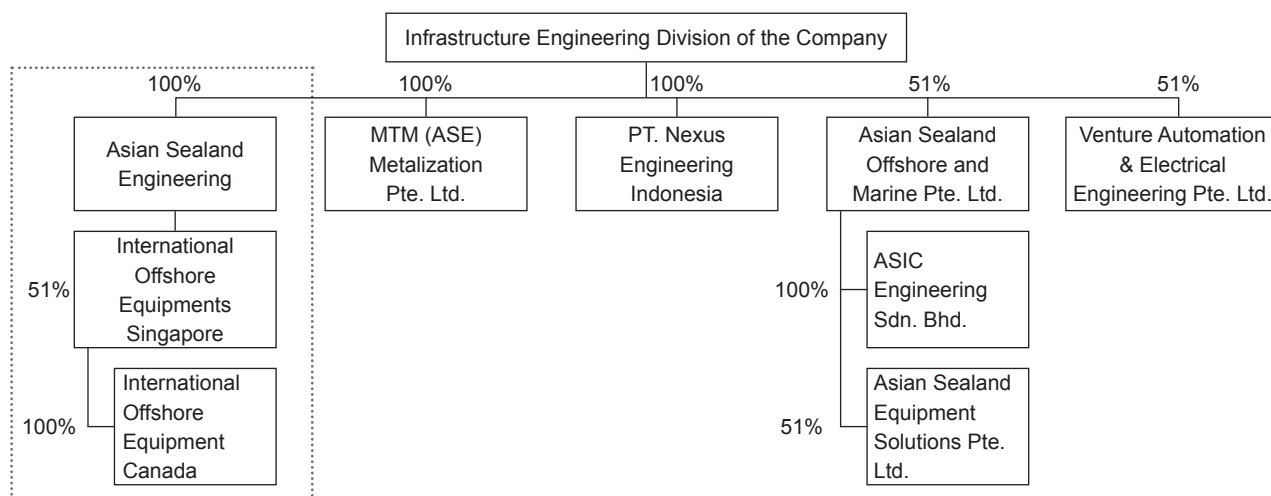 Infrastructure Engineering Division of the Company
100%
100%
100%
51%
51%
Asian Sealand
Engineering
MTM (ASE)
Metalization
Pte. Ltd.
PT. Nexus
Engineering
Indonesia
Asian Sealand
Offshore and
Marine Pte. Ltd.
Venture Automation
& Electrical
Engineering Pte. Ltd.
51%
International
Offshore
Equipments
Singapore
100%
International
Offshore
Equipment
Canada
100%
ASIC
Engineering
Sdn. Bhd.
51%
Asian Sealand
Equipment
Solutions Pte.
Ltd.